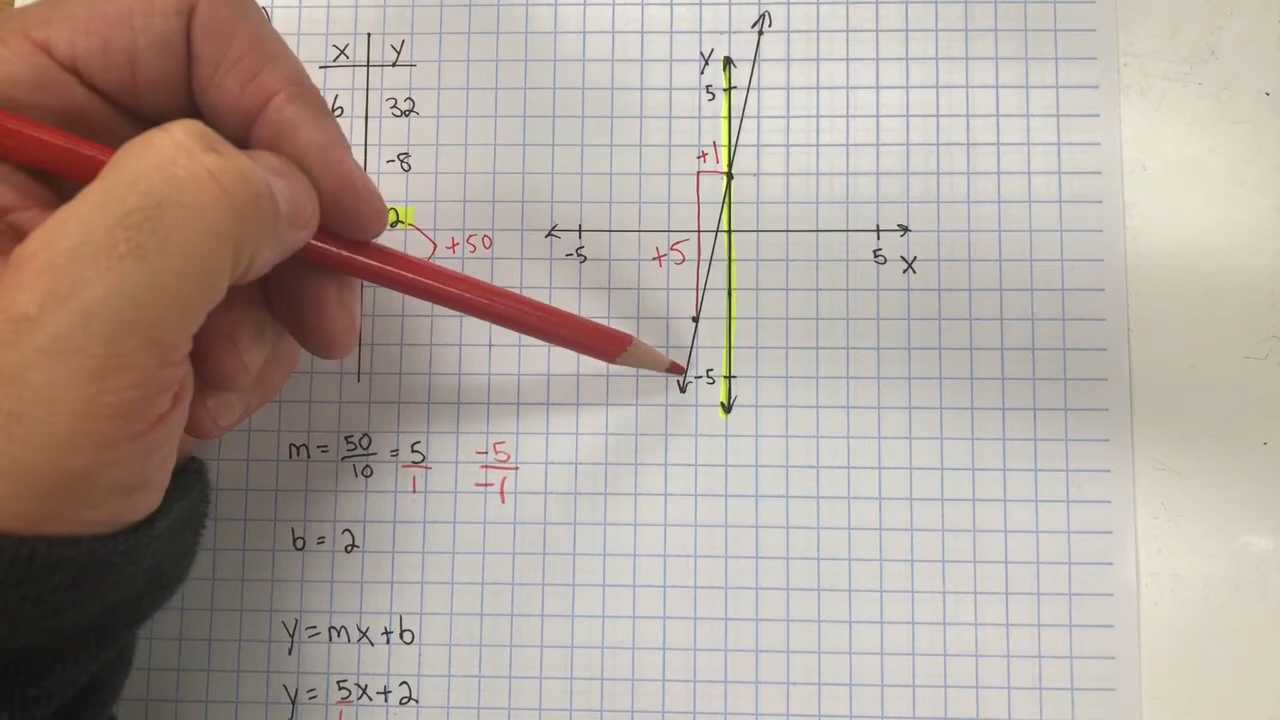 x y
6 32
-8
2
+50
m = 50/10 = 5/1 -5/-1
b = 2
y = mx + b
y = 5x + 2
1
y
5
+1
+5
-5 5 x
-5